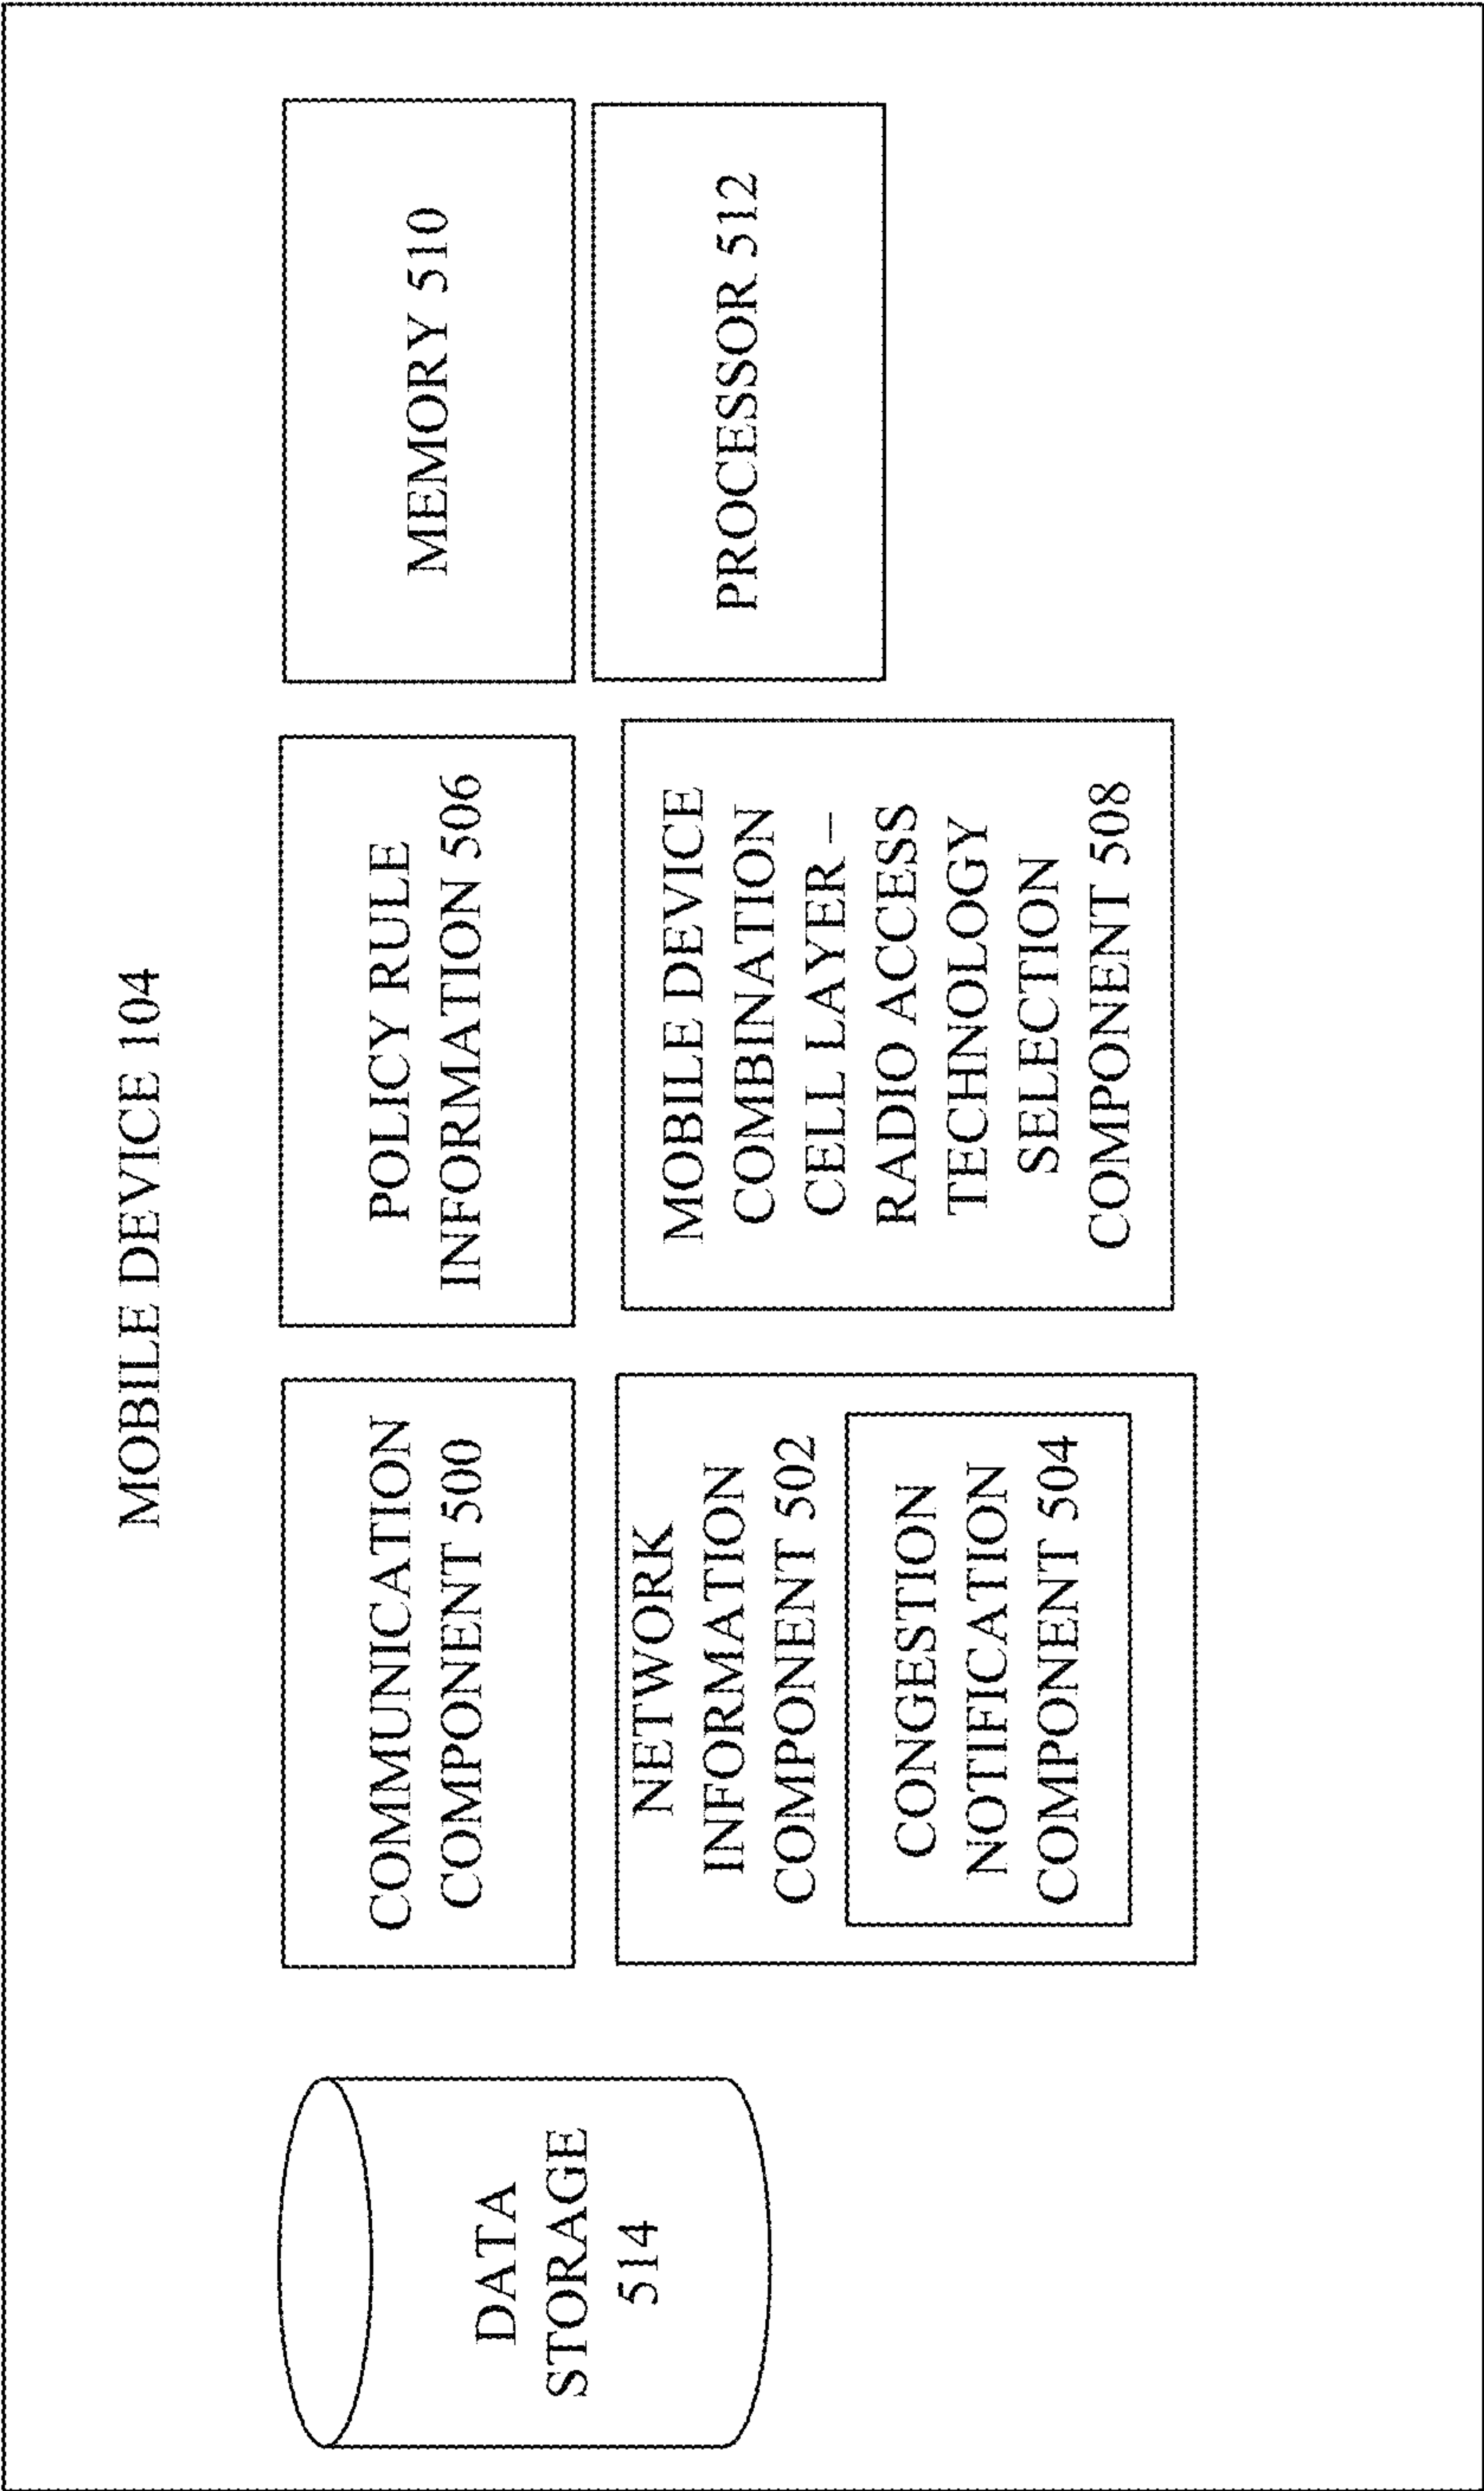 MOBILE DEVICE 104
DATA
STORAGE
514
COMMUNICATION
COMPONENT 500
NETWORK
INFORMATION
COMPONENT 502
CONGESTION
NOTIFICATION
COMPONENT 504
POLICY RULE
INFORMATION 506
MOBILE DEVICE
COMBINATION
CELL LAYER –
RADIO ACCESS
TECHNOLOGY
SELECTION
COMPONENT 508
MEMORY 510
PROCESSOR 512